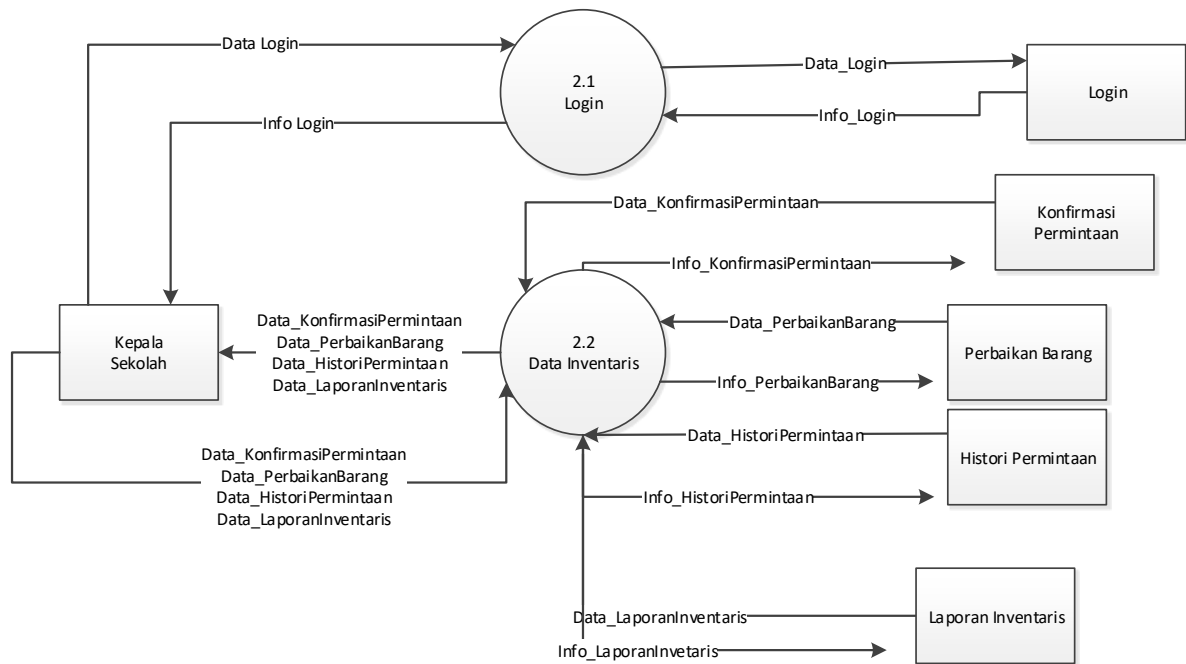 Data Login
2.1
Login
Data_Login
Login
Info_Login
Info Login
Data_KonfirmasiPermintaan
Konfirmasi
Permintaan
Info_KonfirmasiPermintaan
Kepala
Sekolah
Data_KonfirmasiPermintaan
Data_PerbaikanBarang
Data_HistoriPermintaan
Data_LaporanInventaris
2.2
Data Inventaris
Data_PerbaikanBarang
Perbaikan Barang
Info_PerbaikanBarang
Data_HistoriPermintaan
Histori Permintaan
Info_HistoriPermintaan
Data_KonfirmasiPermintaan
Data_PerbaikanBarang
Data_HistoriPermintaan
Data_LaporanInventaris
Data_LaporanInventaris
Laporan Inventaris
Info_LaporanInvetaris